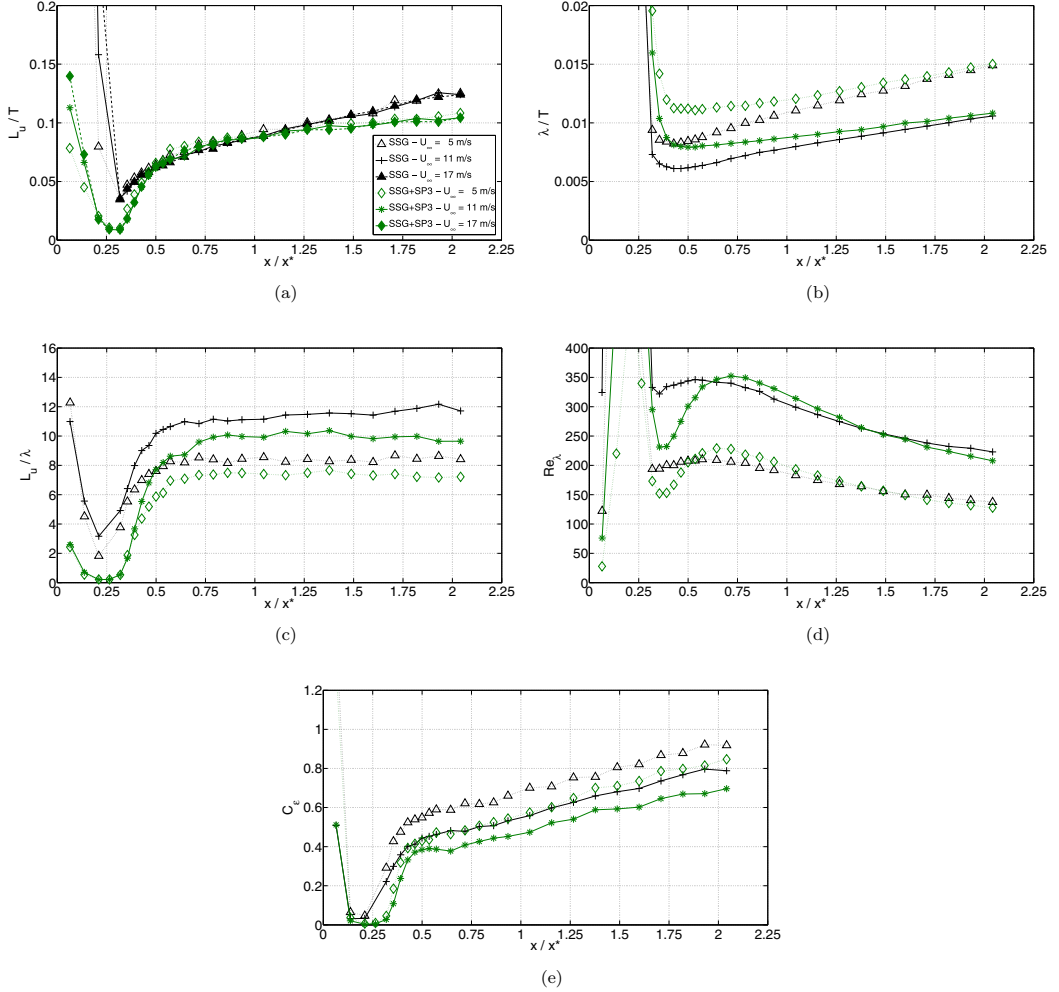 0.2
0.15
0.1
0.05
0
L_u / T
0 0.25 0.5 0.75 1 1.25 1.5 1.75 2 2.25
x / x*
SSG − U_∞ = 5 m/s
SSG − U_∞ = 11 m/s
SSG − U_∞ = 17 m/s
SSG+SP3 − U_∞ = 5 m/s
SSG+SP3 − U_∞ = 11 m/s
SSG+SP3 − U_∞ = 17 m/s
(a)
0.02
0.015
0.01
0.005
0
λ / T
0 0.25 0.5 0.75 1 1.25 1.5 1.75 2 2.25
x / x*
(b)
16
14
12
10
8
6
4
2
0
L_u / λ
0 0.25 0.5 0.75 1 1.25 1.5 1.75 2 2.25
x / x*
(c)
400
350
300
250
200
150
100
50
0
Re_λ
0 0.25 0.5 0.75 1 1.25 1.5 1.75 2 2.25
x / x*
(d)
1.2
1
0.8
0.6
0.4
0.2
0
C_ε
0 0.25 0.5 0.75 1 1.25 1.5 1.75 2 2.25
x / x*
(e)